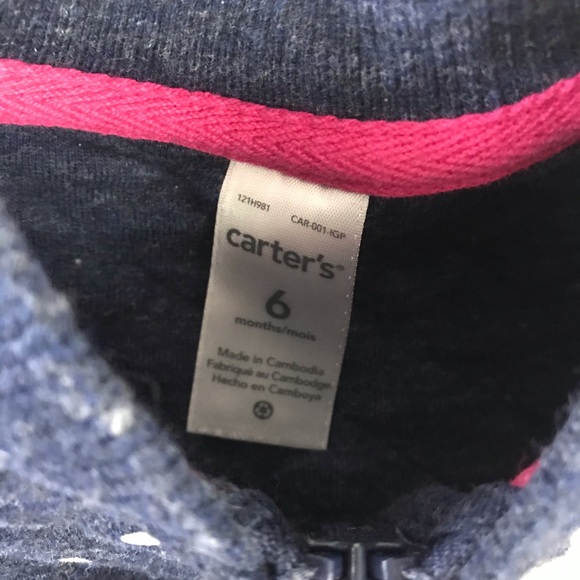 121H981 CAR-001-IGP
carter's®
6
months/mois
Made in Cambodia
Fabriqué au Cambodge
Hecho en Camboya